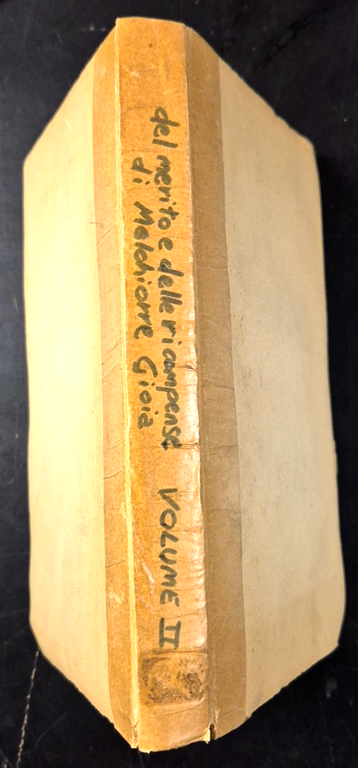 del merito e delle ricompense
di Melchiorre Gioia
VOLUME II